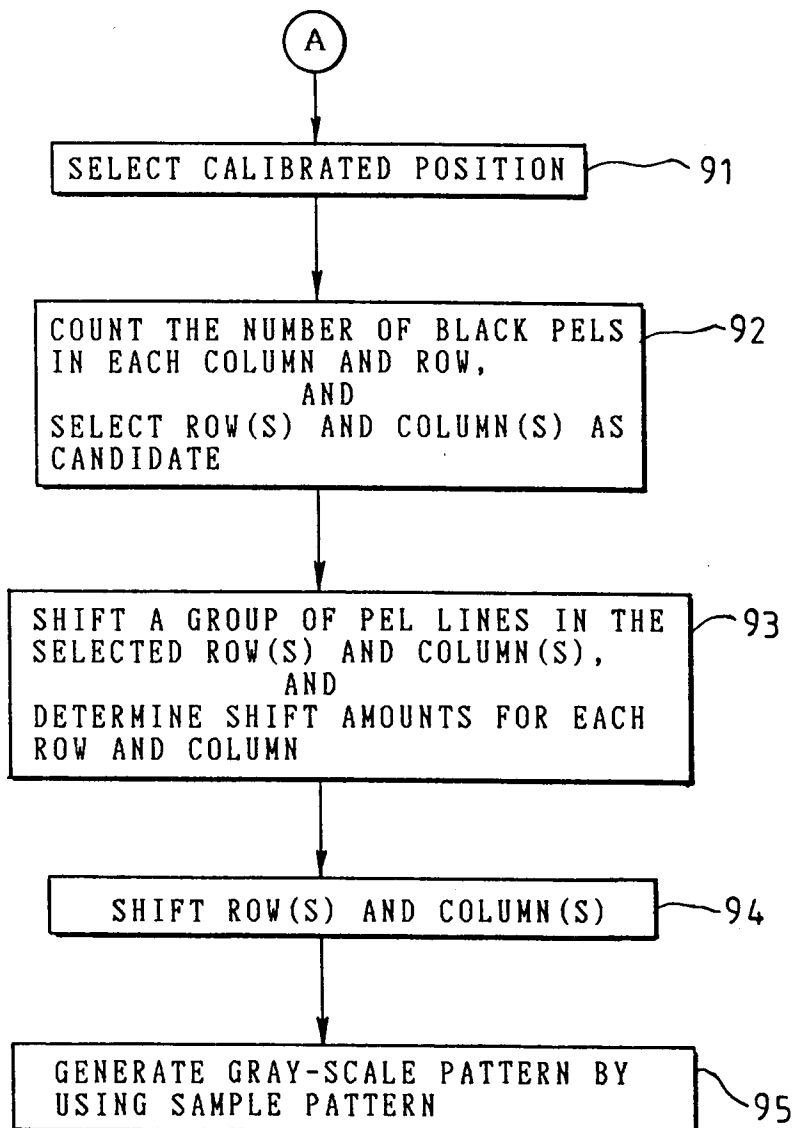 A
SELECT CALIBRATED POSITION
91
COUNT THE NUMBER OF BLACK PELS
IN EACH COLUMN AND ROW,
AND
SELECT ROW(S) AND COLUMN(S) AS
CANDIDATE
92
SHIFT A GROUP OF PEL LINES IN THE
SELECTED ROW(S) AND COLUMN(S),
AND
DETERMINE SHIFT AMOUNTS FOR EACH
ROW AND COLUMN
93
SHIFT ROW(S) AND COLUMN(S)
94
GENERATE GRAY-SCALE PATTERN BY
USING SAMPLE PATTERN
95